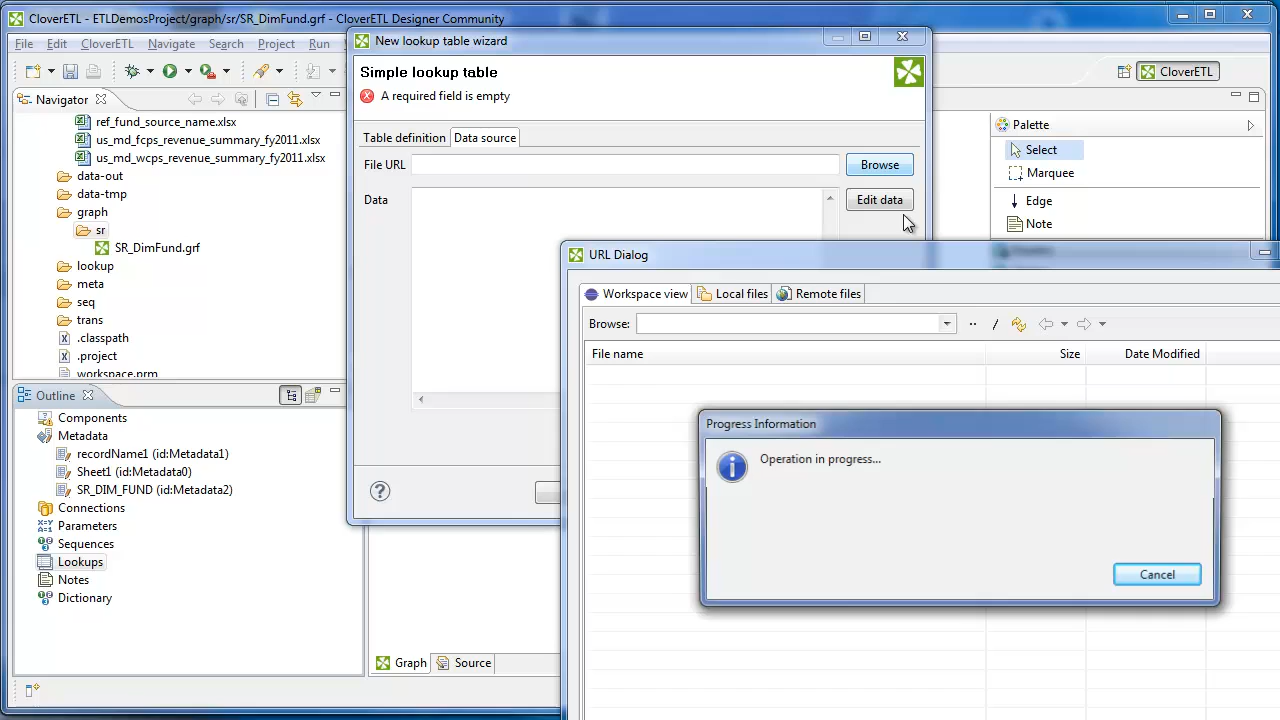 CloverETL - ETLDemosProject/graph/sr/SR_DimFund.grf - CloverETL Designer Community
File Edit CloverETL Navigate Search Project Run
CloverETL
Navigator
ref_fund_source_name.xlsx
us_md_fcps_revenue_summary_fy2011.xlsx
us_md_wcps_revenue_summary_fy2011.xlsx
data-out
data-tmp
graph
sr
SR_DimFund.grf
lookup
meta
seq
trans
.classpath
.project
workspace.prm
Outline
Components
Metadata
recordName1 (id:Metadata1)
Sheet1 (id:Metadata0)
SR_DIM_FUND (id:Metadata2)
Connections
Parameters
Sequences
Lookups
Notes
Dictionary
New lookup table wizard
Simple lookup table
A required field is empty
Table definition Data source
File URL Browse
Data Edit data
Palette
Select
Marquee
Edge
Note
URL Dialog
Workspace view Local files Remote files
Browse: .. /
File name Size Date Modified
Progress Information
Operation in progress...
Cancel
Graph Source